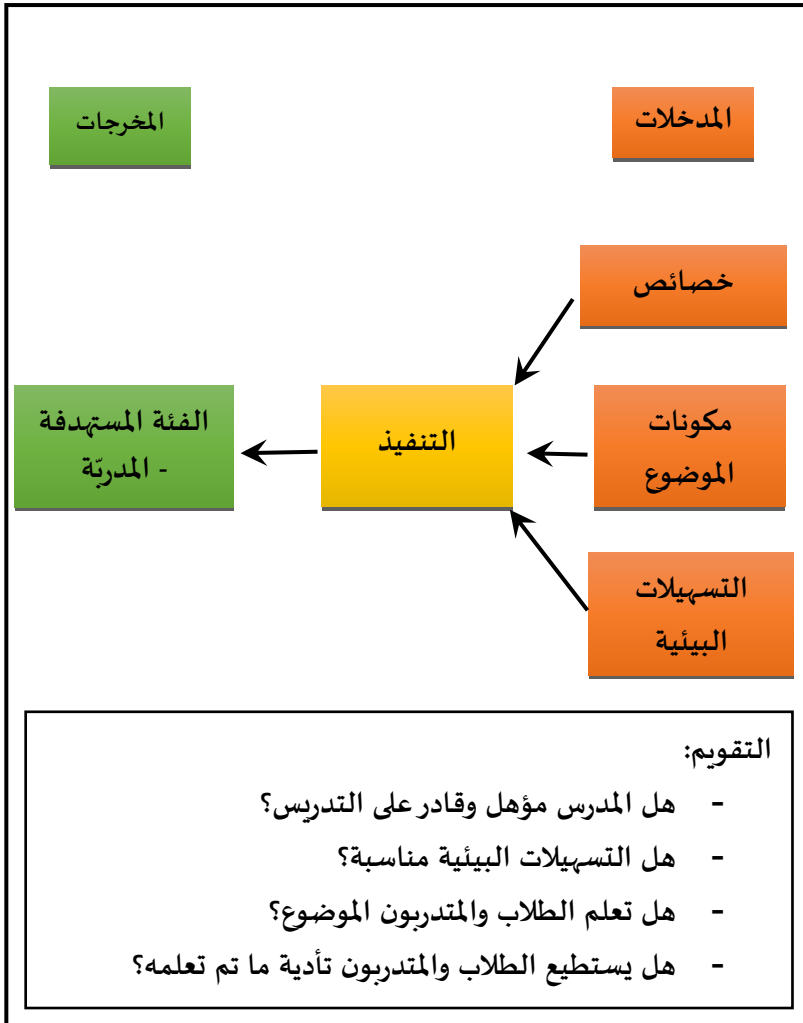 المدخلات
المخرجات
خصائص
مكونات
الموضوع
التسهيلات
البيئية
التنفيذ
الفئة المستهدفة
- المدربّة
التقويم:
- هل المدرس مؤهل وقادر على التدريس؟
- هل التسهيلات البيئية مناسبة؟
- هل تعلم الطلاب والمتدربون الموضوع؟
- هل يستطيع الطلاب والمتدربون تأدية ما تم تعلمه؟